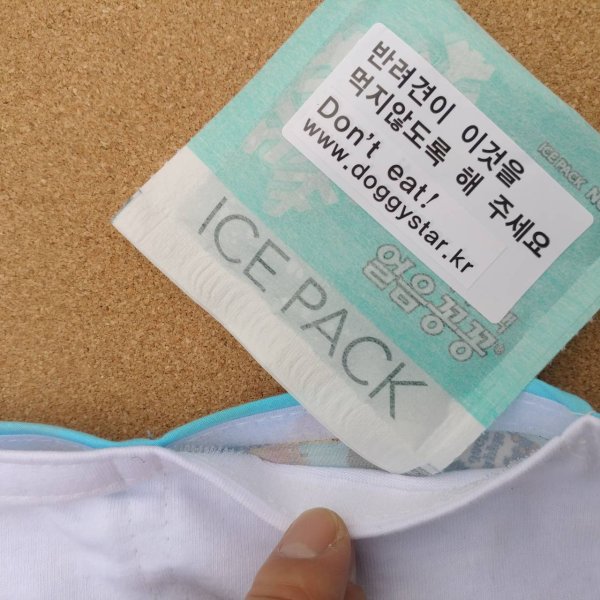 반려견이 이것을
먹지않도록 해 주세요
Don't eat!
www.doggystar.kr
ICEPACK
얼음꽁꽁
ICE PACK